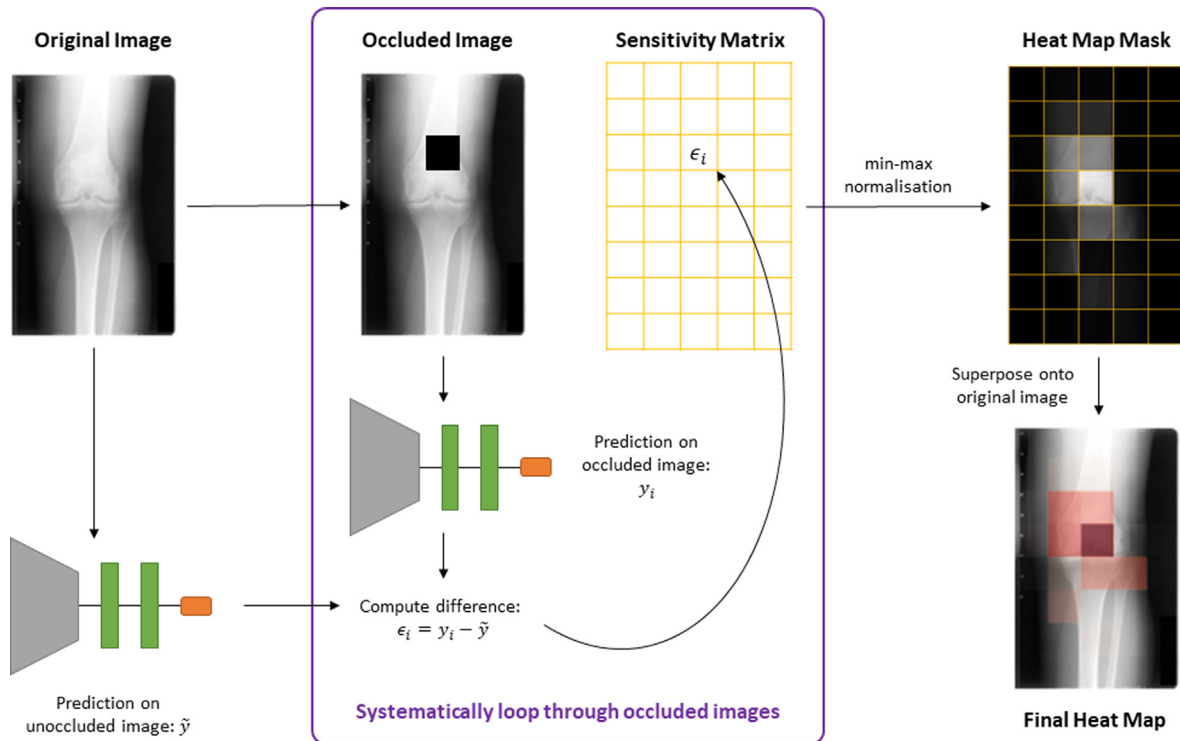 Original Image
Occluded Image
Sensitivity Matrix
Heat Map Mask
ϵᵢ
min-max
normalisation
Superpose onto
original image
Prediction on
occluded image:
yᵢ
Compute difference:
ϵᵢ = yᵢ − ỹ
Prediction on
unoccluded image: ỹ
Systematically loop through occluded images
Final Heat Map